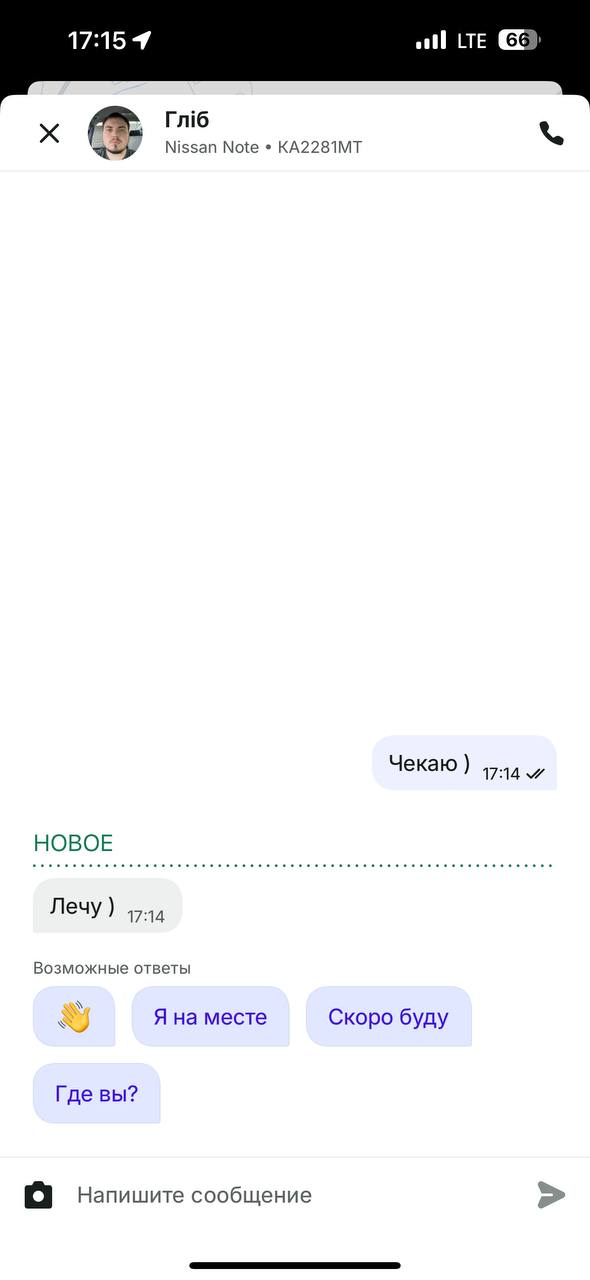 17:15 LTE 66
Гліб
Nissan Note • КА2281МТ
Чекаю ) 17:14
НОВОЕ
Лечу ) 17:14
Возможные ответы
👋 Я на месте Скоро буду
Где вы?
Напишите сообщение